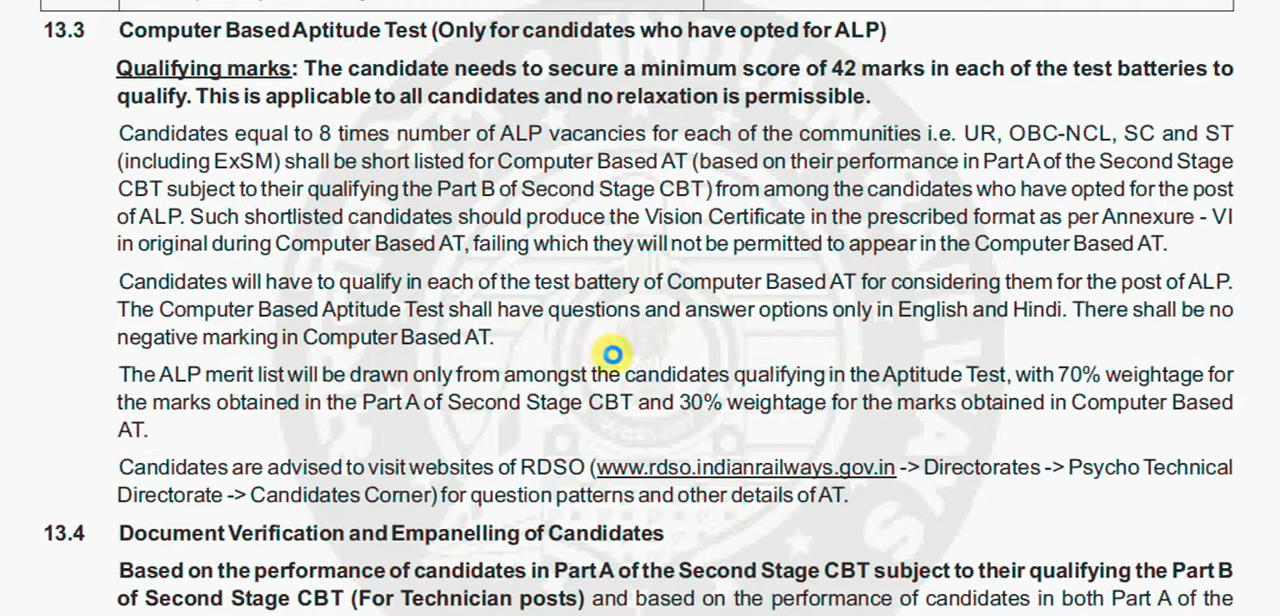 13.3 Computer Based Aptitude Test (Only for candidates who have opted for ALP)
Qualifying marks: The candidate needs to secure a minimum score of 42 marks in each of the test batteries to
qualify. This is applicable to all candidates and no relaxation is permissible.
Candidates equal to 8 times number of ALP vacancies for each of the communities i.e. UR, OBC-NCL, SC and ST
(including ExSM) shall be short listed for Computer Based AT (based on their performance in Part A of the Second Stage
CBT subject to their qualifying the Part B of Second Stage CBT) from among the candidates who have opted for the post
of ALP. Such shortlisted candidates should produce the Vision Certificate in the prescribed format as per Annexure - VI
in original during Computer Based AT, failing which they will not be permitted to appear in the Computer Based AT.
Candidates will have to qualify in each of the test battery of Computer Based AT for considering them for the post of ALP.
The Computer Based Aptitude Test shall have questions and answer options only in English and Hindi. There shall be no
negative marking in Computer Based AT.
The ALP merit list will be drawn only from amongst the candidates qualifying in the Aptitude Test, with 70% weightage for
the marks obtained in the Part A of Second Stage CBT and 30% weightage for the marks obtained in Computer Based
AT.
Candidates are advised to visit websites of RDSO (www.rdso.indianrailways.gov.in -> Directorates -> Psycho Technical
Directorate -> Candidates Corner) for question patterns and other details of AT.
13.4 Document Verification and Empanelling of Candidates
Based on the performance of candidates in Part A of the Second Stage CBT subject to their qualifying the Part B
of Second Stage CBT (For Technician posts) and based on the performance of candidates in both Part A of the